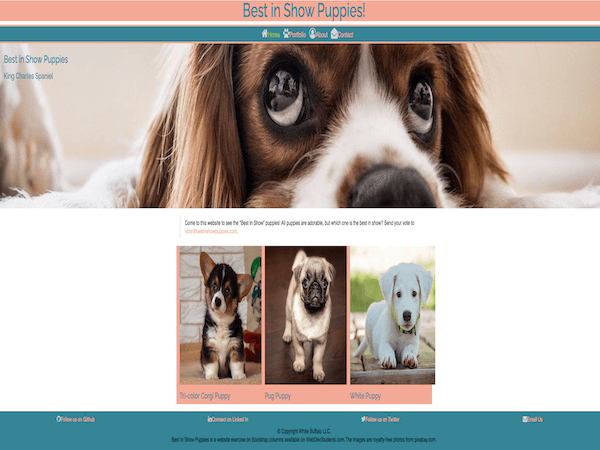 Best in Show Puppies!
Home Portfolio About Contact
Best in Show Puppies
King Charles Spaniel
Come to this website to see the "Best in Show" puppies! All puppies are adorable, but which one is the best in show? Send your vote to
vote@bestinshowpuppies.com.
Tri-color Corgi Puppy Pug Puppy White Puppy
Follow us on Github Connect on Linked In Follow us on Twitter Email Us
© Copyright White Buffalo LLC.
Best in Show Puppies is a website exercise on Bootstrap columns available on WebDevStudents.com.The images are royalty-free photos from pixabay.com.